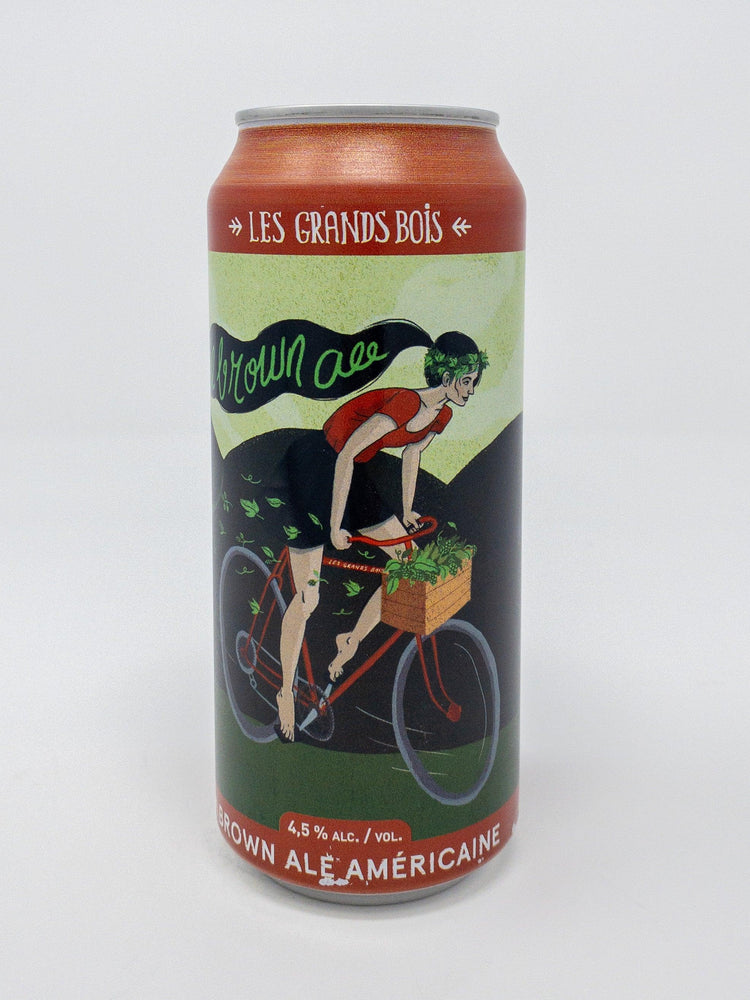 LES GRANDS BOIS
brown ale
LES GRANDS BOIS
4,5 % ALC. / VOL.
BROWN ALE AMÉRICAINE